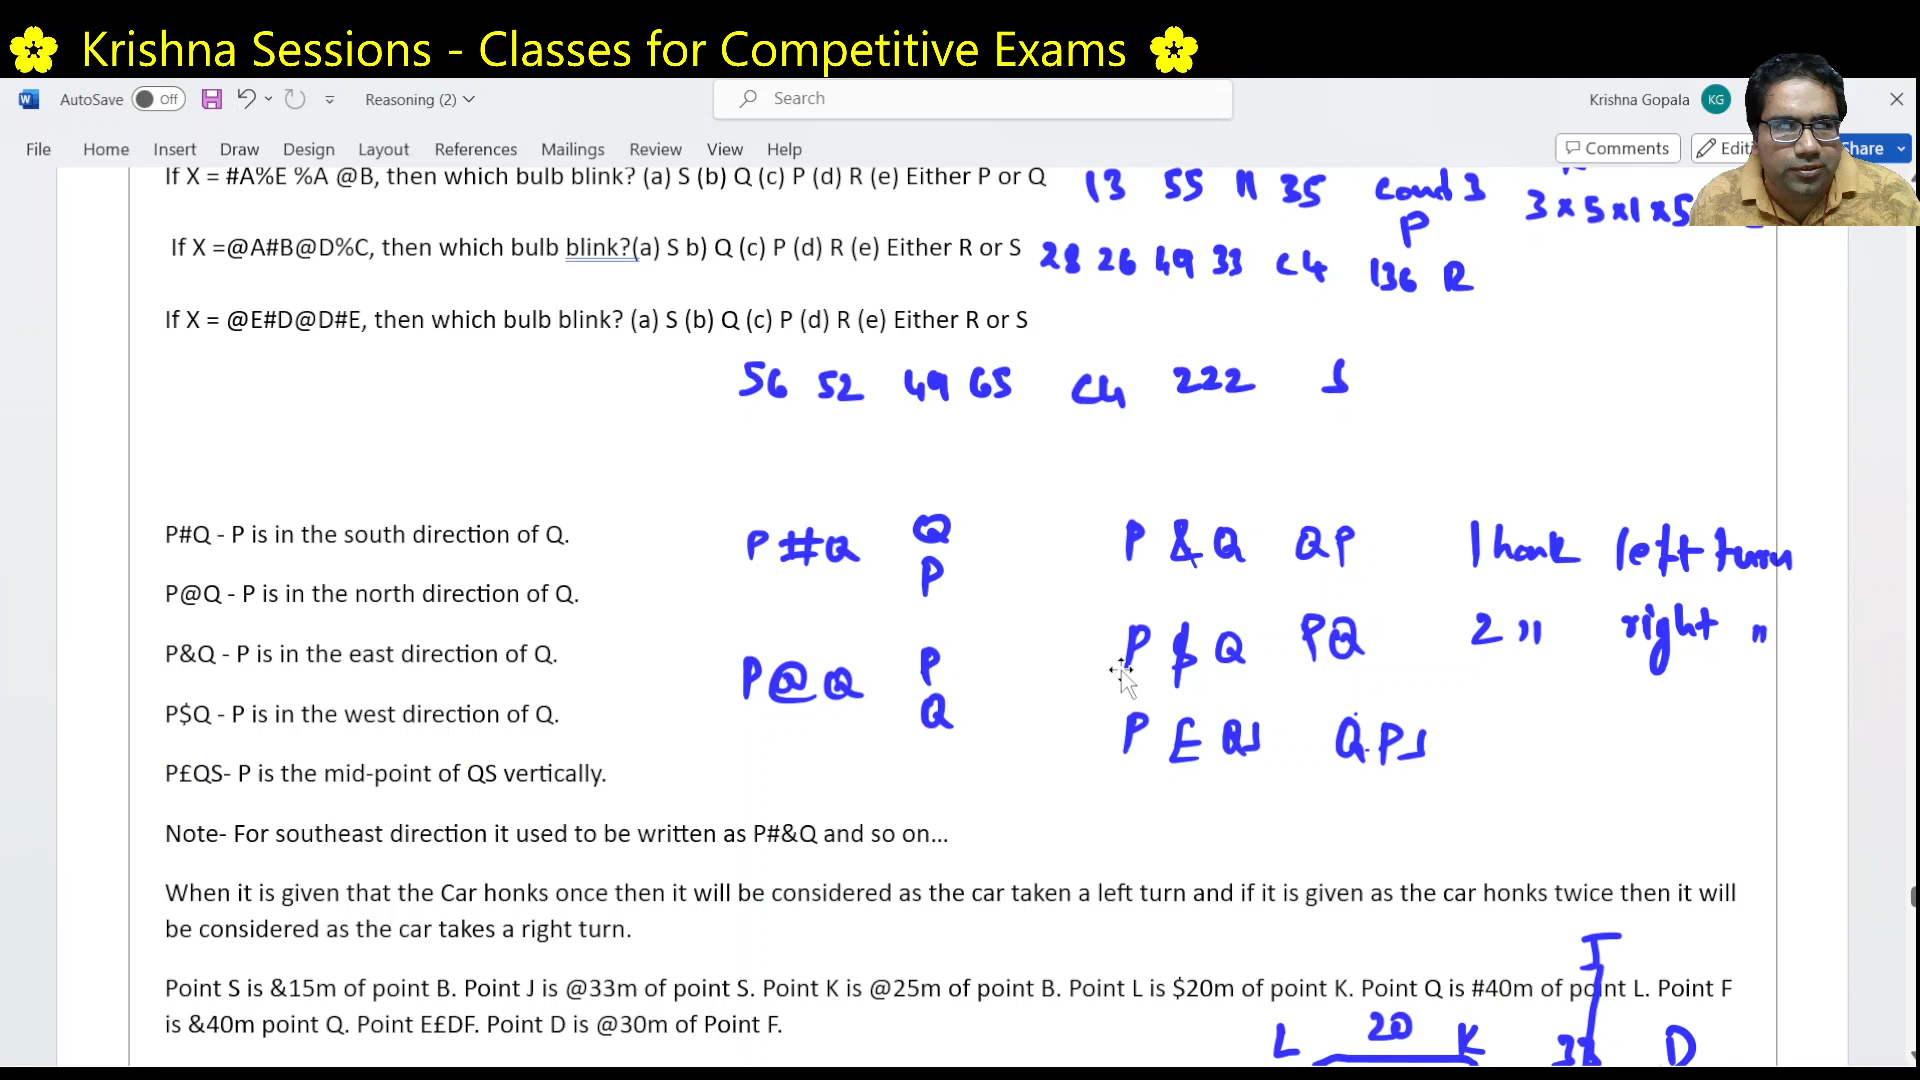 Krishna Sessions - Classes for Competitive Exams
AutoSave Off Reasoning (2) Search Krishna Gopala KG
File Home Insert Draw Design Layout References Mailings Review View Help Comments Share
If X = #A%E %A @B, then which bulb blink? (a) S (b) Q (c) P (d) R (e) Either P or Q 13 55 11 35 cond 3
P
3 x 5 x 1 x 5
If X =@A#B@D%C, then which bulb blink?(a) S b) Q (c) P (d) R (e) Either R or S 28 26 49 33 C4 136 R
If X = @E#D@D#E, then which bulb blink? (a) S (b) Q (c) P (d) R (e) Either R or S
56 52 49 65 C4 222 S
P#Q - P is in the south direction of Q. P # Q Q P P & Q Q P 1 honk left turn
P@Q - P is in the north direction of Q.
P&Q - P is in the east direction of Q. P @ Q P Q P $ Q P Q 2 " right "
P$Q - P is in the west direction of Q. P £ QS Q P S
P£QS- P is the mid-point of QS vertically.
Note- For southeast direction it used to be written as P#&Q and so on...
When it is given that the Car honks once then it will be considered as the car taken a left turn and if it is given as the car honks twice then it will
be considered as the car takes a right turn.
Point S is &15m of point B. Point J is @33m of point S. Point K is @25m of point B. Point L is $20m of point K. Point Q is #40m of point L. Point F
is &40m point Q. Point E£DF. Point D is @30m of Point F.
J
L 20 K 33 D